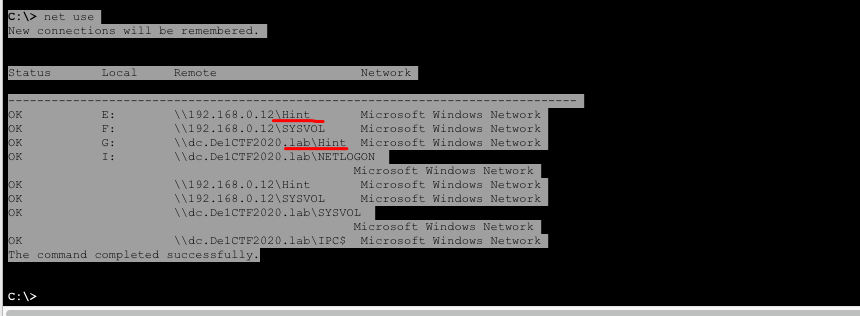 C:\> net use
New connections will be remembered.
Status Local Remote Network
-------------------------------------------------------------------------------
OK E: \\192.168.0.12\Hint Microsoft Windows Network
OK F: \\192.168.0.12\SYSVOL Microsoft Windows Network
OK G: \\dc.De1CTF2020.lab\Hint Microsoft Windows Network
OK I: \\dc.De1CTF2020.lab\NETLOGON
Microsoft Windows Network
OK \\192.168.0.12\Hint Microsoft Windows Network
OK \\192.168.0.12\SYSVOL Microsoft Windows Network
OK \\dc.De1CTF2020.lab\SYSVOL
Microsoft Windows Network
OK \\dc.De1CTF2020.lab\IPC$ Microsoft Windows Network
The command completed successfully.
C:\>